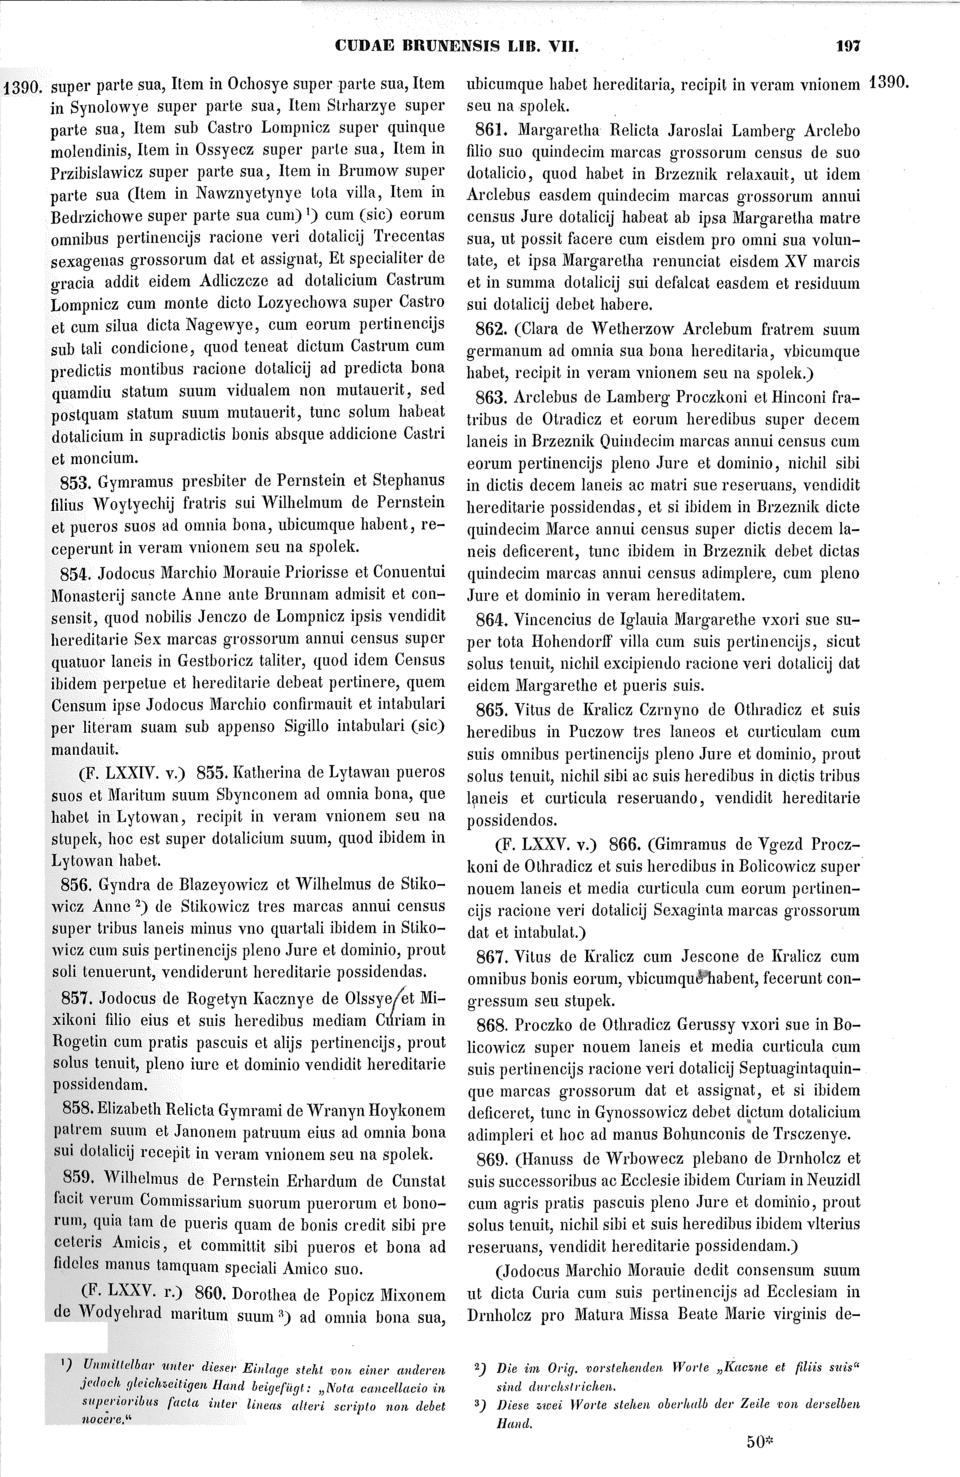 CUDAE BRUNENSIS LIB. VII. 197
1390. super parte sua, Item in Ochosye super parte sua, Item
in Synolowye super parte sua, Item Strharzye super
parte sua, Item sub Castro Lompnicz super quinque
molendinis, Item in Ossyecz super parte sua, Item in
Przibislawicz super parte sua, Item in Brumow super
parte sua (Item in Nawznyetynye tota villa, Item in
Bedrzichowe super parte sua cum) ¹) cum (sic) eorum
omnibus pertinencijs racione veri dotalicij Trecentas
sexagenas grossorum dat et assignat, Et specialiter de
gracia addit eidem Adliczcze ad dotalicium Castrum
Lompnicz cum monte dicto Lozyechowa super Castro
et cum silua dicta Nagewye, cum eorum pertinencijs
sub tali condicione, quod teneat dictum Castrum cum
predictis montibus racione dotalicij ad predicta bona
quamdiu statum suum vidualem non mutauerit, sed
postquam statum suum mutauerit, tunc solum habeat
dotalicium in supradictis bonis absque addicione Castri
et moncium.
853. Gymramus presbiter de Pernstein et Stephanus
filius Woytyechij fratris sui Wilhelmum de Pernstein
et pueros suos ad omnia bona, ubicumque habent, re-
ceperunt in veram vnionem seu na spolek.
854. Jodocus Marchio Morauie Priorisse et Conuentui
Monasterij sancte Anne ante Brunnam admisit et con-
sensit, quod nobilis Jenczo de Lompnicz ipsis vendidit
hereditarie Sex marcas grossorum annui census super
quatuor laneis in Gestboricz taliter, quod idem Census
ibidem perpetue et hereditarie debeat pertinere, quem
Censum ipse Jodocus Marchio confirmauit et intabulari
per literam suam sub appenso Sigillo intabulari (sic)
mandauit.
(F. LXXIV. v.) 855. Katherina de Lytawan pueros
suos et Maritum suum Sbynconem ad omnia bona, que
habet in Lytowan, recipit in veram vnionem seu na
stupek, hoc est super dotalicium suum, quod ibidem in
Lytowan habet.
856. Gyndra de Blazeyowicz et Wilhelmus de Stiko-
wicz Anne ²) de Stikowicz tres marcas annui census
super tribus laneis minus vno quartali ibidem in Stiko-
wicz cum suis pertinencijs pleno Jure et dominio, prout
soli tenuerunt, vendiderunt hereditarie possidendas.
857. Jodocus de Rogetyn Kacznye de Olssye/et Mi-
xikoni filio eius et suis heredibus mediam Curiam in
Rogetin cum pratis pascuis et alijs pertinencijs, prout
solus tenuit, pleno iure et dominio vendidit hereditarie
possidendam.
858. Elizabeth Relicta Gymrami de Wranyn Hoykonem
patrem suum et Janonem patruum eius ad omnia bona
sui dotalicij recepit in veram vnionem seu na spolek.
859. Wilhelmus de Pernstein Erhardum de Cunstat
facit verum Commissarium suorum puerorum et bono-
rum, quia tam de pueris quam de bonis credit sibi pre
ceteris Amicis, et committit sibi pueros et bona ad
fideles manus tamquam speciali Amico suo.
(F. LXXV. r.) 860. Dorothea de Popicz Mixonem
de Wodyehrad maritum suum ³) ad omnia bona sua,
ubicumque habet hereditaria, recipit in veram vnionem 1390.
seu na spolek.
861. Margaretha Relicta Jaroslai Lamberg Arclebo
filio suo quindecim marcas grossorum census de suo
dotalicio, quod habet in Brzeznik relaxauit, ut idem
Arclebus easdem quindecim marcas grossorum annui
census Jure dotalicij habeat ab ipsa Margaretha matre
sua, ut possit facere cum eisdem pro omni sua volun-
tate, et ipsa Margaretha renunciat eisdem XV marcis
et in summa dotalicij sui defalcat easdem et residuum
sui dotalicij debet habere.
862. (Clara de Wetherzow Arclebum fratrem suum
germanum ad omnia sua bona hereditaria, vbicumque
habet, recipit in veram vnionem seu na spolek.)
863. Arclebus de Lamberg Proczkoni et Hinconi fra-
tribus de Otradicz et eorum heredibus super decem
laneis in Brzeznik Quindecim marcas annui census cum
eorum pertinencijs pleno Jure et dominio, nichil sibi
in dictis decem laneis ac matri sue reseruans, vendidit
hereditarie possidendas, et si ibidem in Brzeznik dicte
quindecim Marce annui census super dictis decem la-
neis deficerent, tunc ibidem in Brzeznik debet dictas
quindecim marcas annui census adimplere, cum pleno
Jure et dominio in veram hereditatem.
864. Vincencius de Iglauia Margarethe vxori sue su-
per tota Hohendorff villa cum suis pertinencijs, sicut
solus tenuit, nichil excipiendo racione veri dotalicij dat
eidem Margarethe et pueris suis.
865. Vitus de Kralicz Czrnyno de Othradicz et suis
heredibus in Puczow tres laneos et curticulam cum
suis omnibus pertinencijs pleno Jure et dominio, prout
solus tenuit, nichil sibi ac suis heredibus in dictis tribus
laneis et curticula reseruando, vendidit hereditarie
possidendos.
(F. LXXV. v.) 866. (Gimramus de Vgezd Procz-
koni de Othradicz et suis heredibus in Bolicowicz super
nouem laneis et media curticula cum eorum pertinen-
cijs racione veri dotalicij Sexaginta marcas grossorum
dat et intabulat.)
867. Vitus de Kralicz cum Jescone de Kralicz cum
omnibus bonis eorum, vbicumque habent, fecerunt con-
gressum seu stupek.
868. Proczko de Othradicz Gerussy vxori sue in Bo-
licowicz super nouem laneis et media curticula cum
suis pertinencijs racione veri dotalicij Septuagintaquin-
que marcas grossorum dat et assignat, et si ibidem
deficeret, tunc in Gynossowicz debet dictum dotalicium
adimpleri et hoc ad manus Bohunconis de Trsczenye.
869. (Hanuss de Wrbowecz plebano de Drnholcz et
suis successoribus ac Ecclesie ibidem Curiam in Neuzidl
cum agris pratis pascuis pleno Jure et dominio, prout
solus tenuit, nichil sibi et suis heredibus ibidem vlterius
reseruans, vendidit hereditarie possidendam.)
(Jodocus Marchio Morauie dedit consensum suum
ut dicta Curia cum suis pertinencijs ad Ecclesiam in
Drnholcz pro Matura Missa Beate Marie virginis de-
¹) Unmittelbar unter dieser Einlage steht von einer anderen
jedoch gleichzeitigen Hand beigefügt: „Nota cancellacio in
superioribus facta inter lineas alteri scripto non debet
nocere.“
²) Die im Orig. vorstehenden Worte „Kaczne et filiis suis“
sind durchstrichen.
³) Diese zwei Worte stehen oberhalb der Zeile von derselben
Hand.
50*